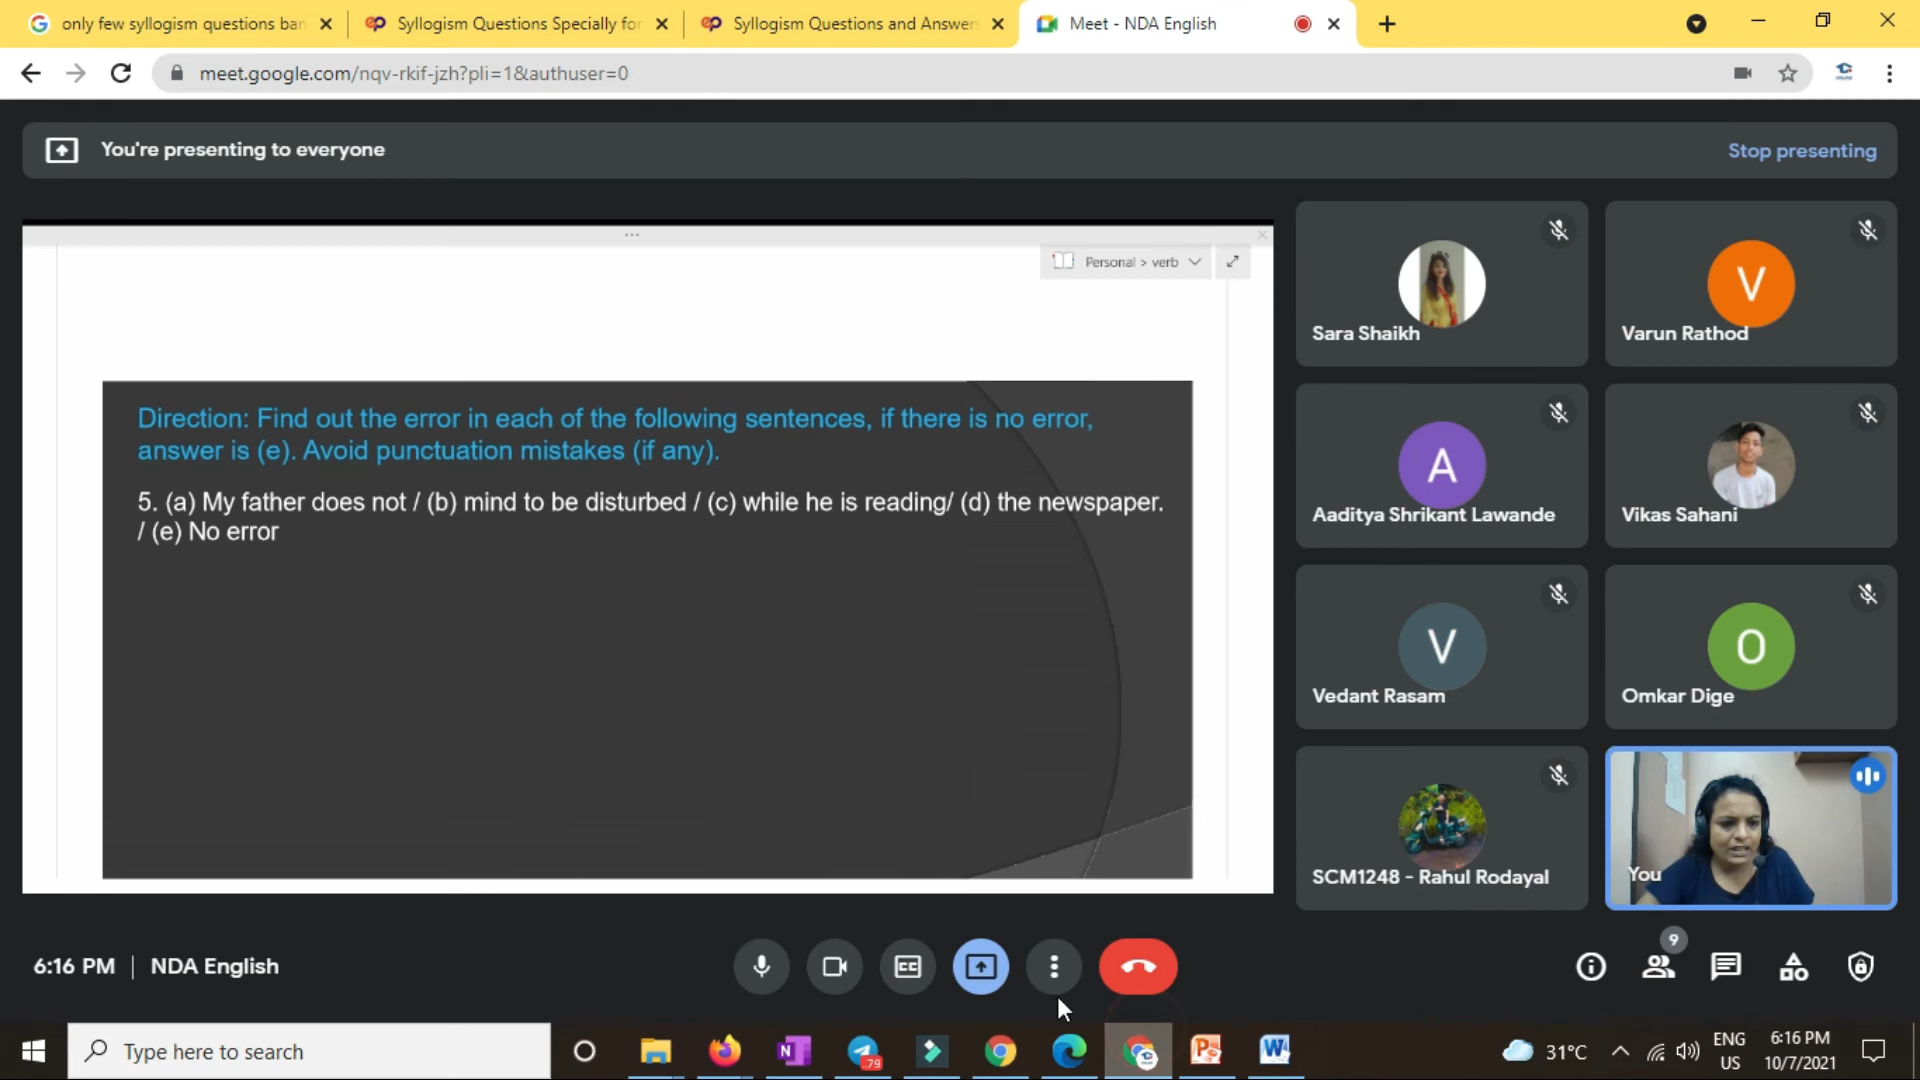 only few syllogism questions ban
Syllogism Questions Specially for
Syllogism Questions and Answers
Meet - NDA English
meet.google.com/nqv-rkif-jzh?pli=1&authuser=0
You're presenting to everyone
Stop presenting
Personal > verb
Direction: Find out the error in each of the following sentences, if there is no error,
answer is (e). Avoid punctuation mistakes (if any).
5. (a) My father does not / (b) mind to be disturbed / (c) while he is reading/ (d) the newspaper.
/ (e) No error
Sara Shaikh
V
Varun Rathod
A
Aaditya Shrikant Lawande
Vikas Sahani
V
Vedant Rasam
O
Omkar Dige
SCM1248 - Rahul Rodayal
You
6:16 PM | NDA English
CC
9
Type here to search
79
31°C
ENG
US
6:16 PM
10/7/2021